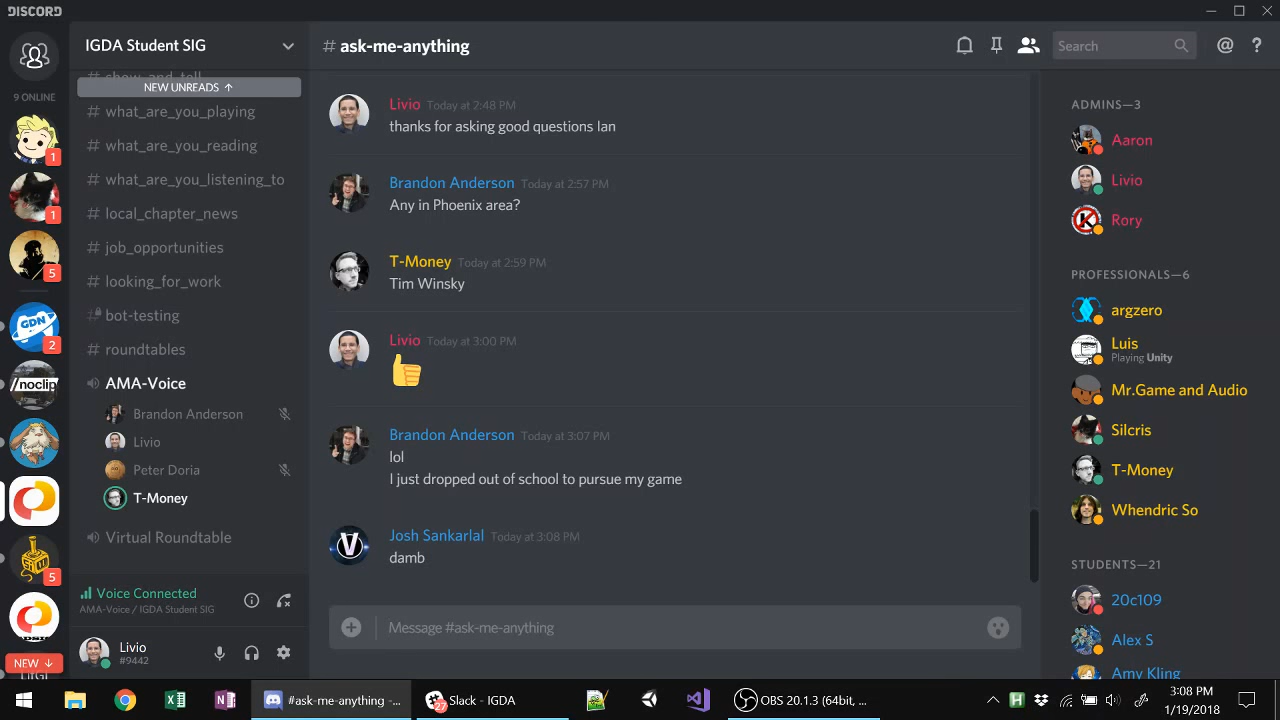 DISCORD
9 ONLINE
1
1
5
GDN
2
/noclip
5
NEW ↓
IGDA Student SIG
# show_and_tell
NEW UNREADS ↑
# what_are_you_playing
# what_are_you_reading
# what_are_you_listening_to
# local_chapter_news
# job_opportunities
# looking_for_work
# bot-testing
# roundtables
AMA-Voice
Brandon Anderson
Livio
Peter Doria
T-Money
Virtual Roundtable
Voice Connected
AMA-Voice / IGDA Student SIG
Livio
#9442
# ask-me-anything
Search
@
?
Livio Today at 2:48 PM
thanks for asking good questions Ian
Brandon Anderson Today at 2:57 PM
Any in Phoenix area?
T-Money Today at 2:59 PM
Tim Winsky
Livio Today at 3:00 PM
Brandon Anderson Today at 3:07 PM
lol
I just dropped out of school to pursue my game
V
Josh Sankarlal Today at 3:08 PM
damb
Message #ask-me-anything
ADMINS—3
Aaron
Livio
Rory
PROFESSIONALS—6
argzero
Luis
Playing Unity
Mr.Game and Audio
Silcris
T-Money
Whendric So
STUDENTS—21
20c109
Alex S
Amy Kling
#ask-me-anything -...
27
Slack - IGDA
OBS 20.1.3 (64bit, ...
3:08 PM
1/19/2018